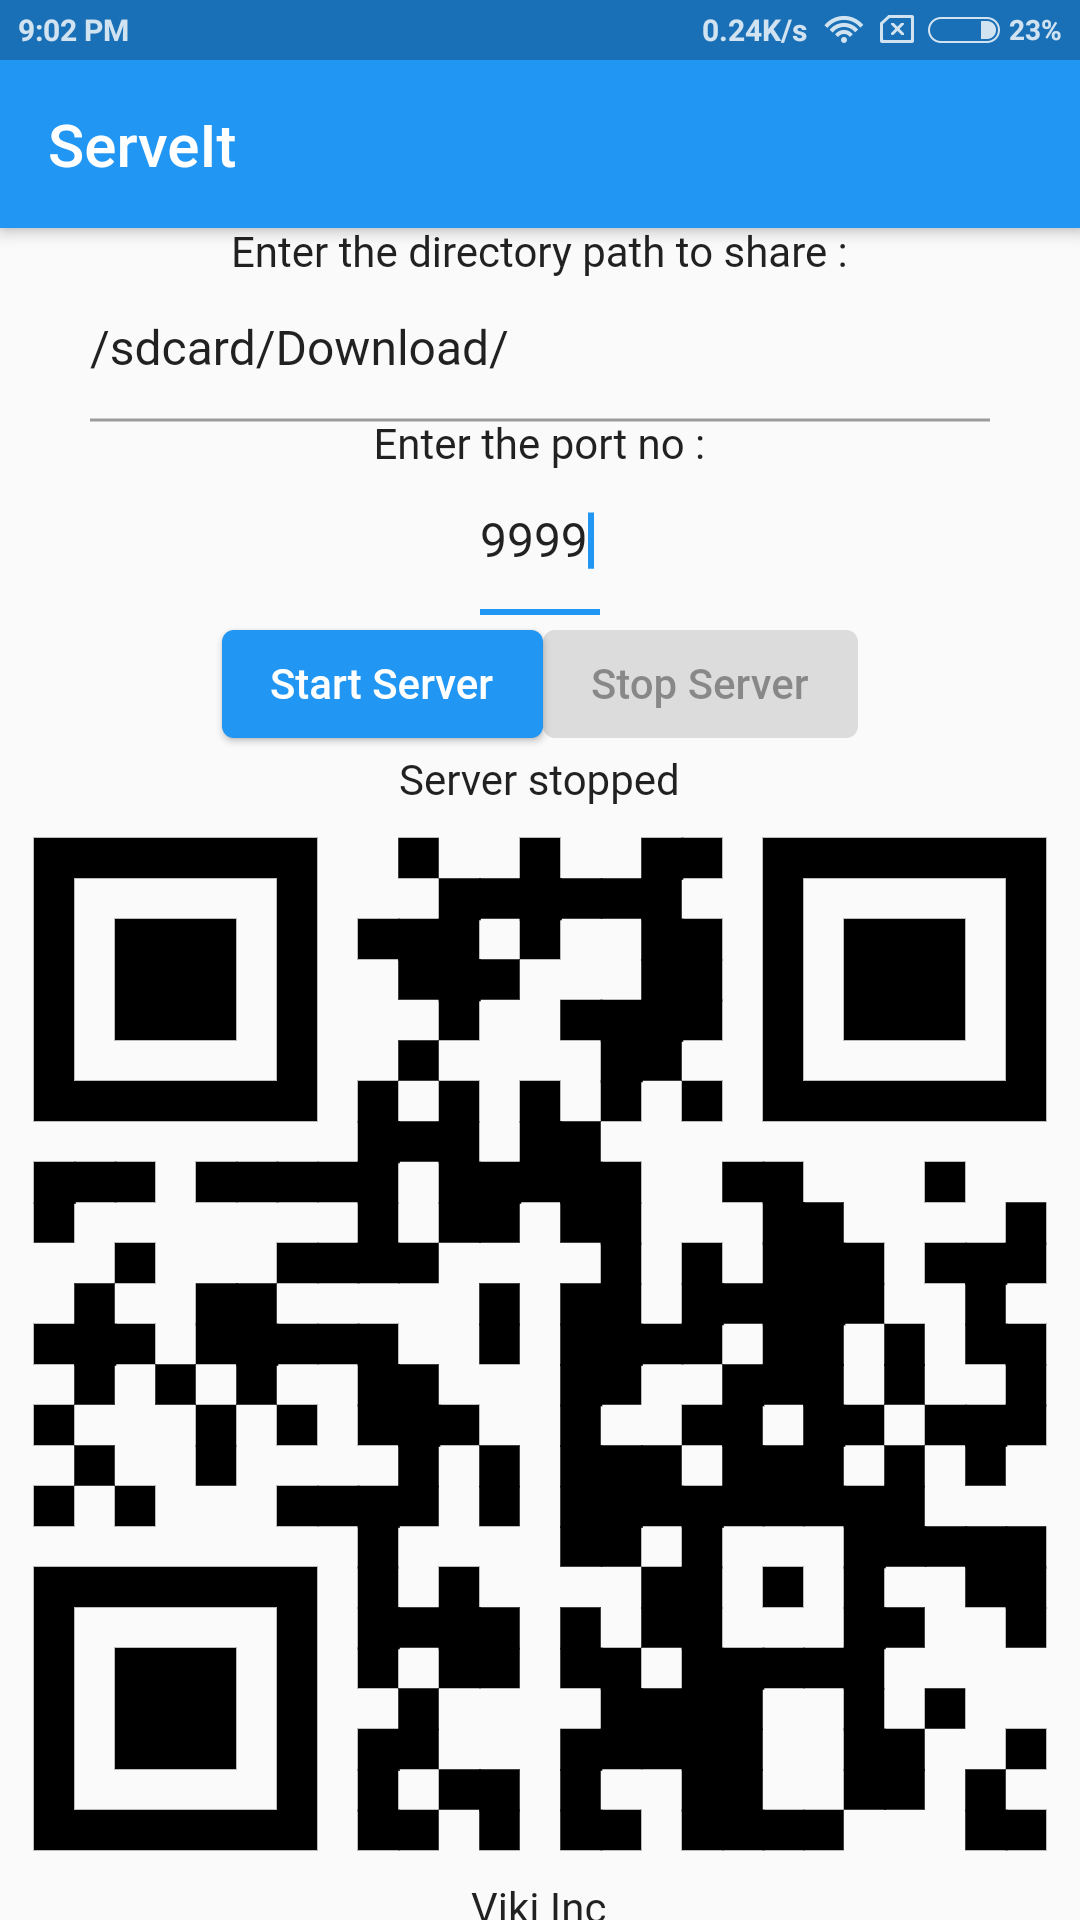 9:02 PM 0.24K/s 23%
ServeIt
Enter the directory path to share :
/sdcard/Download/
Enter the port no :
9999
Start Server Stop Server
Server stopped
Viki Inc